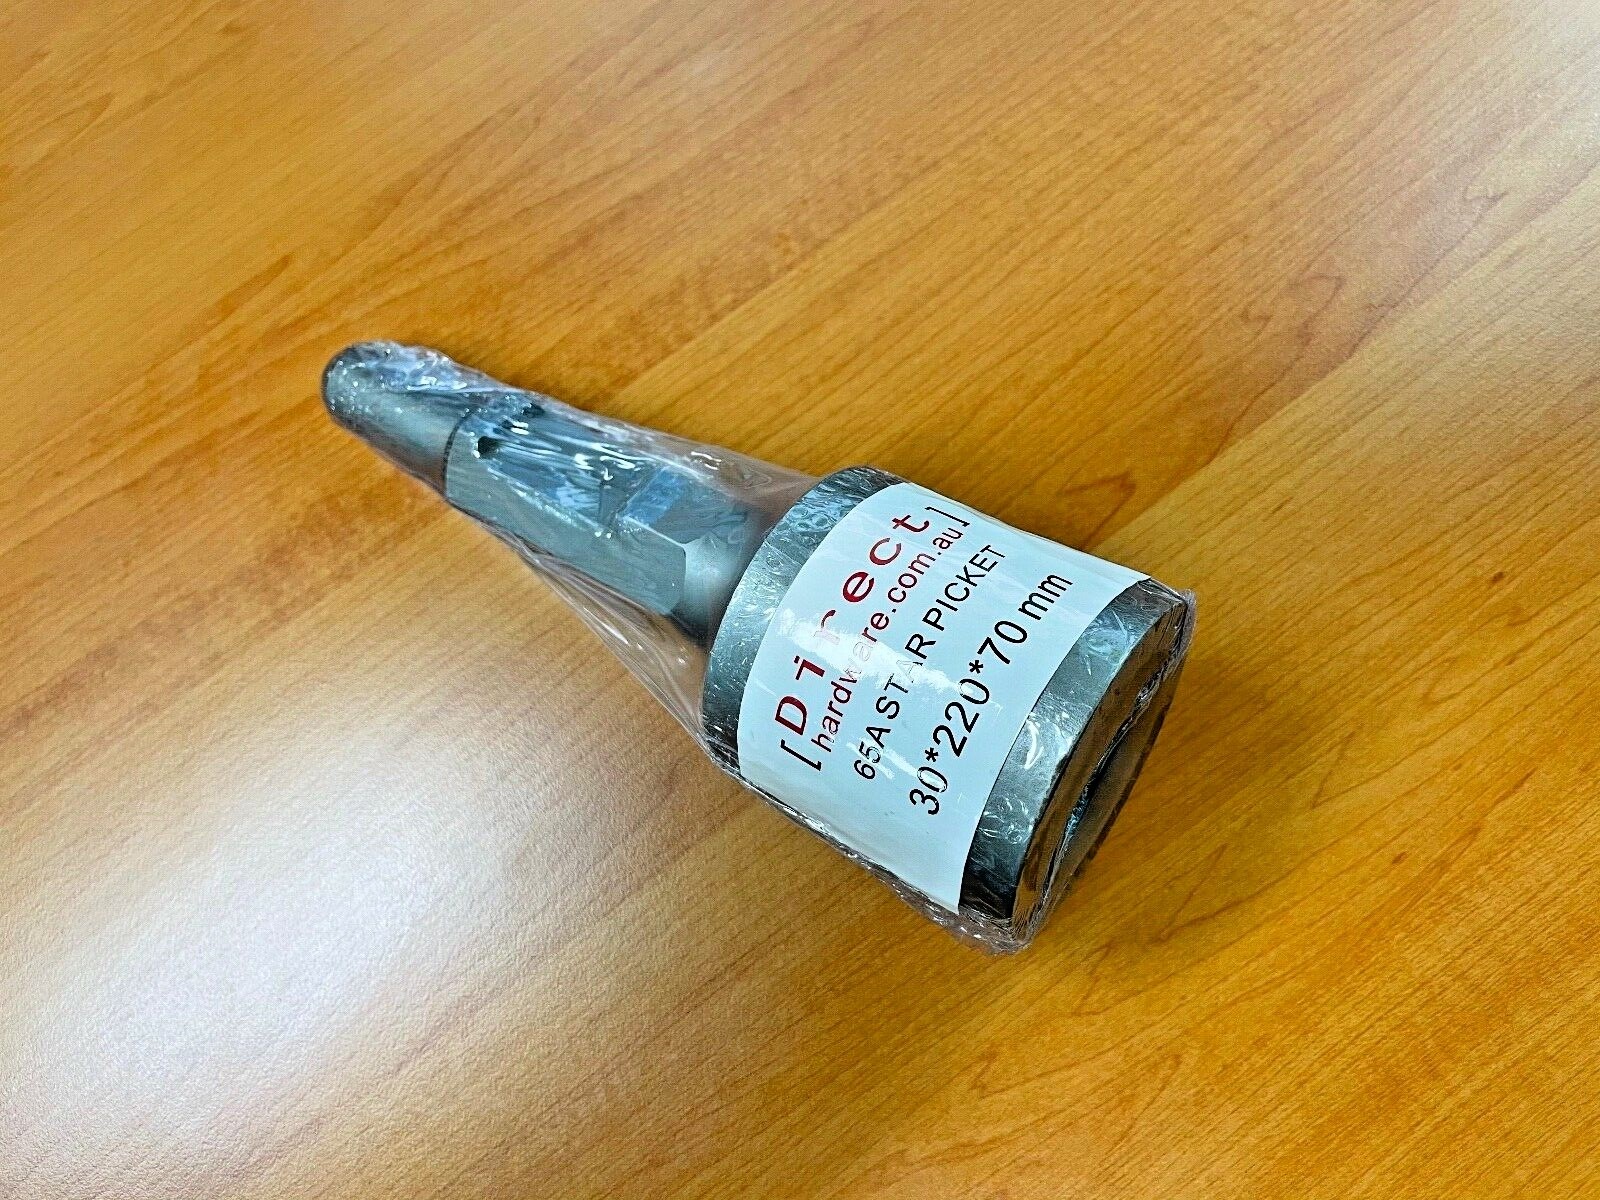 [Direct]
hardware.com.au
65A STAR PICKET
30*220*70 mm